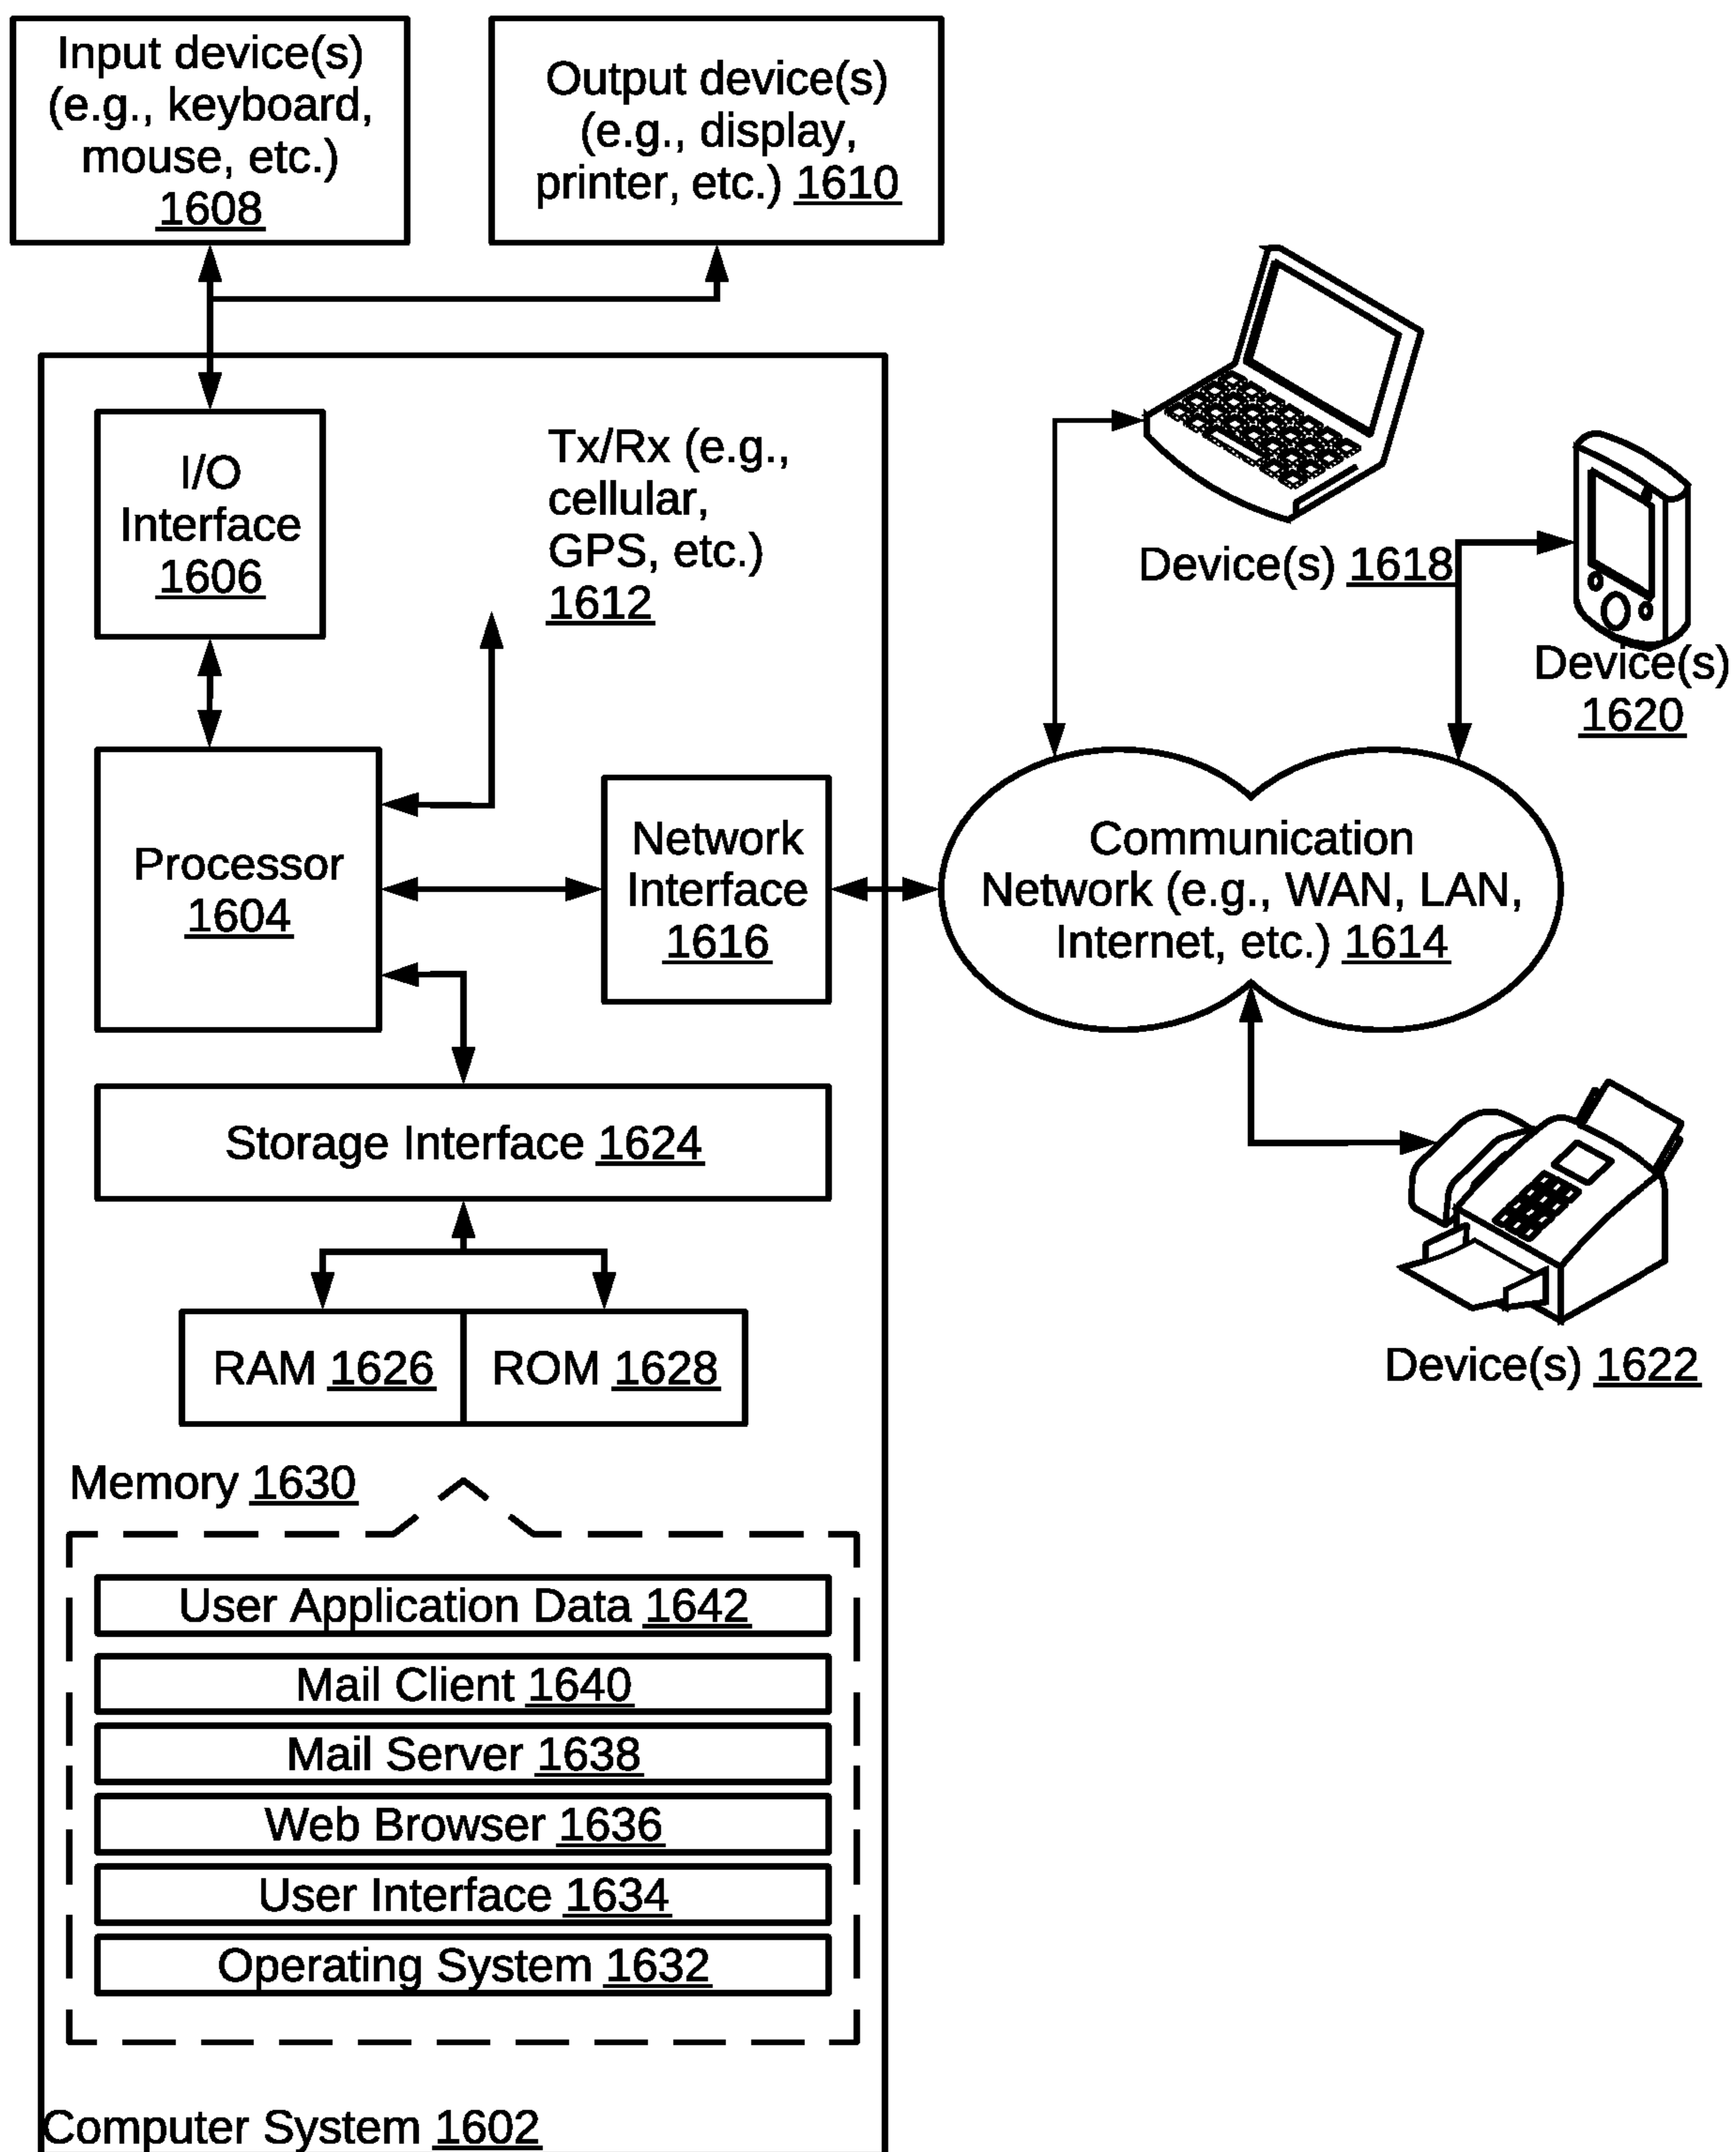 Input device(s)
(e.g., keyboard,
mouse, etc.)
1608
Output device(s)
(e.g., display,
printer, etc.) 1610
I/O
Interface
1606
Tx/Rx (e.g.,
cellular,
GPS, etc.)
1612
Device(s) 1618
Device(s)
1620
Processor
1604
Network
Interface
1616
Communication
Network (e.g., WAN, LAN,
Internet, etc.) 1614
Storage Interface 1624
RAM 1626
ROM 1628
Device(s) 1622
Memory 1630
User Application Data 1642
Mail Client 1640
Mail Server 1638
Web Browser 1636
User Interface 1634
Operating System 1632
Computer System 1602